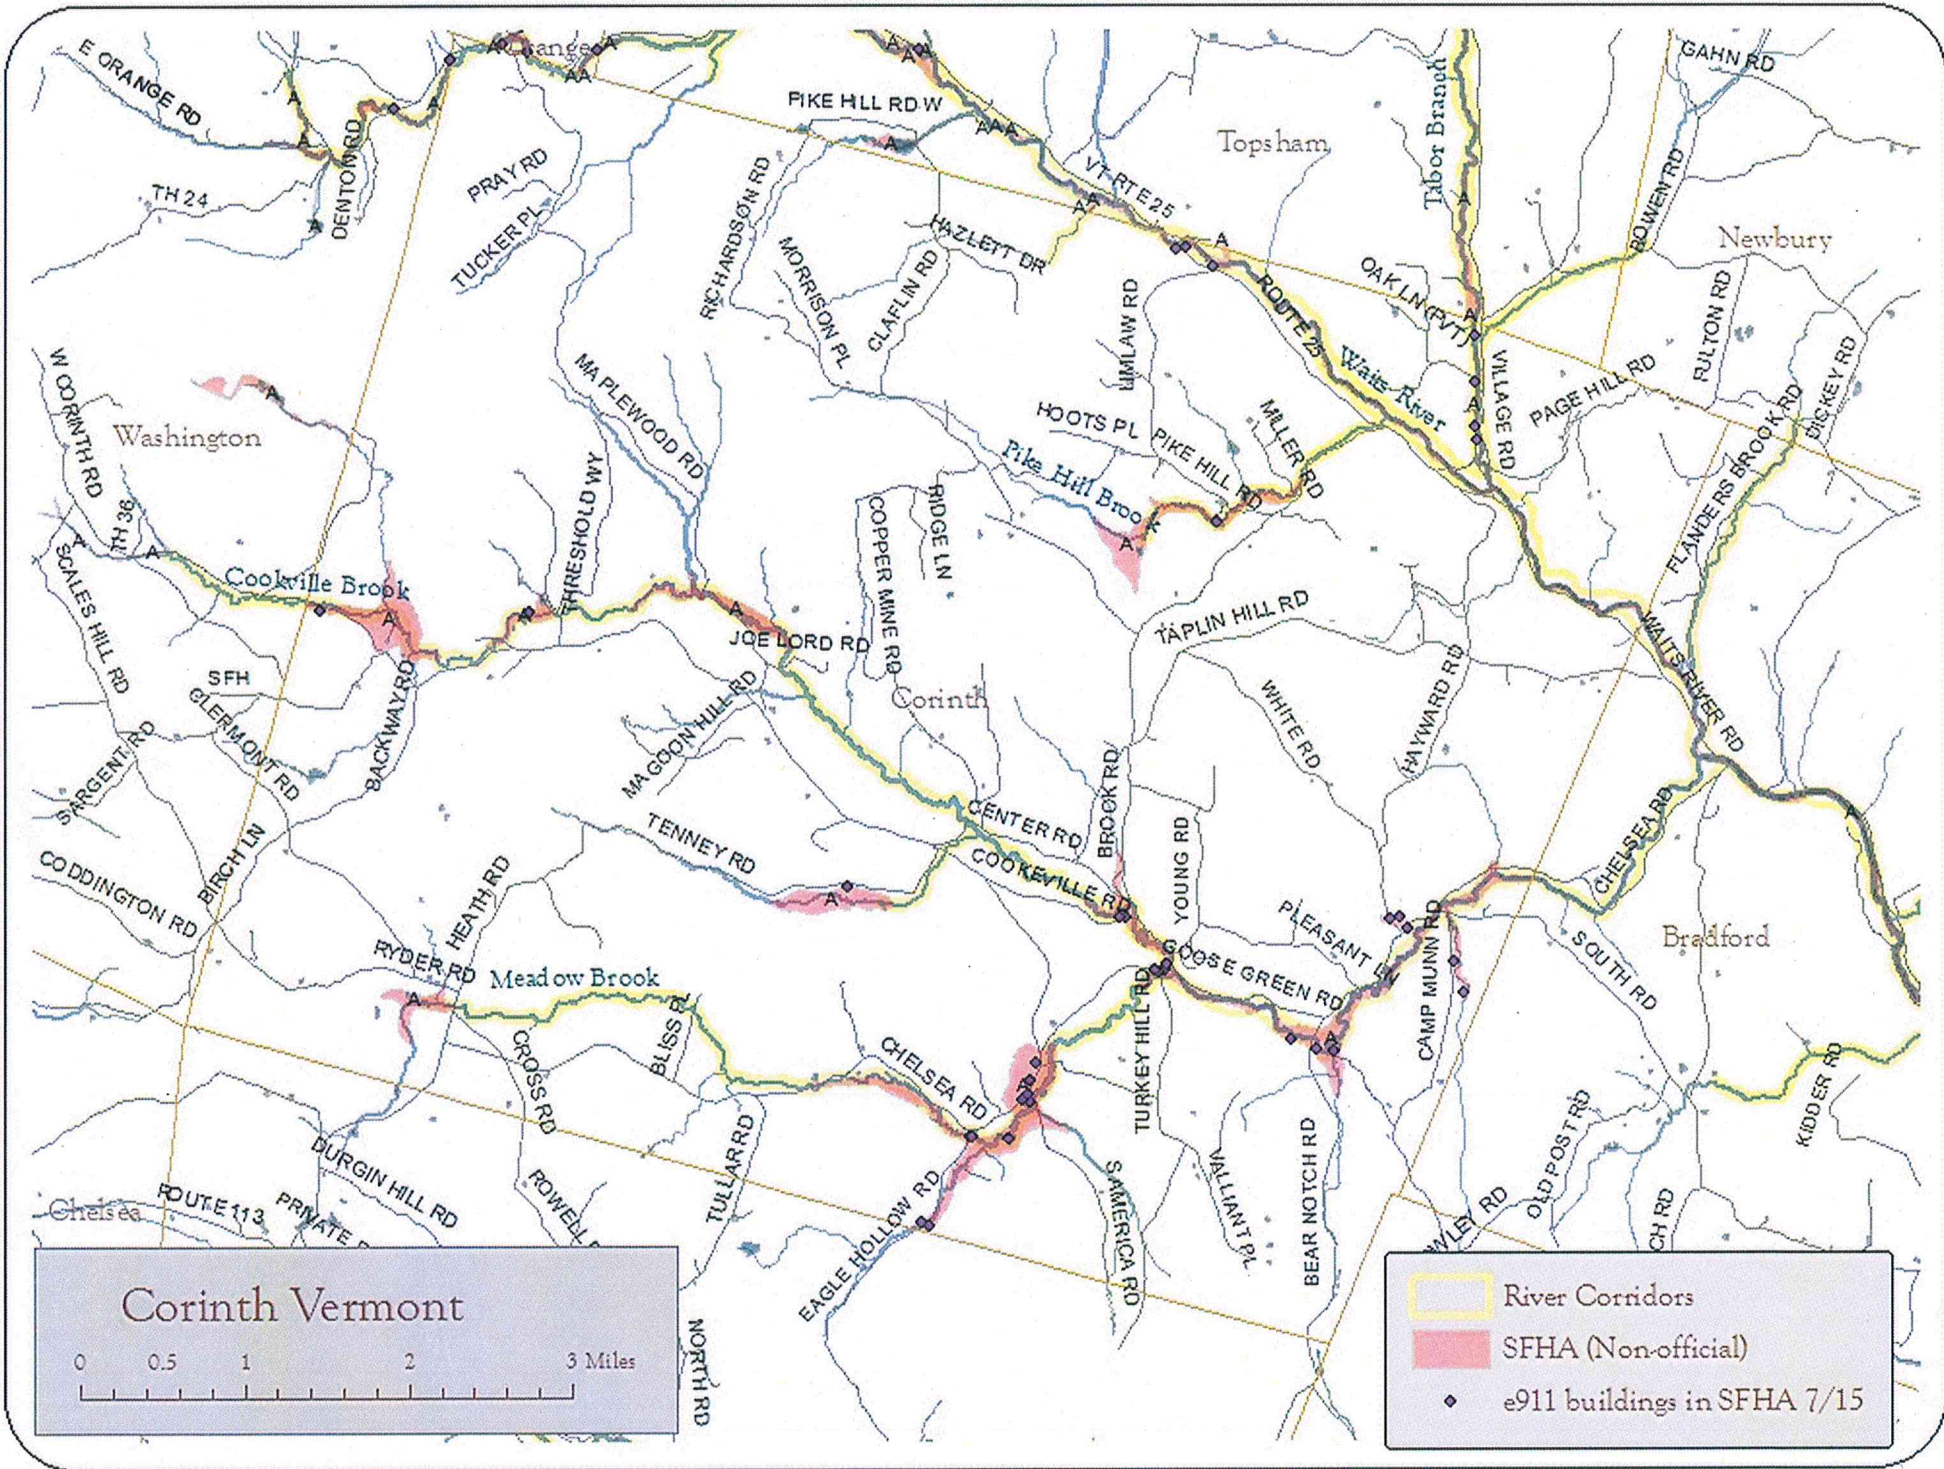 E ORANGE RD
Orange
A
A
A
A
A
A
A
A
A
A
A
A
GAHN RD
PIKE HILL RD W
Topsham
Tabor Branch
TH 24
DENTON RD
PRAY RD
TUCKER PL
RICHARDSON RD
HAZLETT DR
CLAFLIN RD
MORRISON PL
VT RTE 25
BOWEN RD
Newbury
OAK LN (PVT)
LIMLAW RD
ROUTE 25
Waits River
VILLAGE RD
PAGE HILL RD
FULTON RD
DICKEY RD
W CORINTH RD
Washington
MAPLEWOOD RD
HOOTS PL
PIKE HILL RD
MILLER RD
Pike Hill Brook
FLANDERS BROOK RD
TH 36
SCALES HILL RD
Cookville Brook
THRESHOLD WY
COPPER MINE RD
RIDGE LN
JOE LORD RD
TAPLIN HILL RD
WAITS RIVER RD
SFH
CLERMONT RD
BACKWAY RD
MAGOON HILL RD
Corinth
WHITE RD
HAYWARD RD
SARGENT RD
CODDINGTON RD
BIRCH LN
TENNEY RD
CENTER RD
COOKEVILLE RD
BROOK RD
YOUNG RD
CHELSEA RD
HEATH RD
RYDER RD
Meadow Brook
GOOSE GREEN RD
PLEASANT LN
CAMP MUNN RD
SOUTH RD
Bradford
CROSS RD
BLISS R
CHELSEA RD
TURKEY HILL RD
KIDDER RD
OLD POST RD
DURGIN HILL RD
TULLAR RD
ROWELL
Chelsea
ROUTE 113
PRIVATE
EAGLE HOLLOW RD
S AMERICA RD
VALLIANT PL
BEAR NOTCH RD
WLEY RD
CH RD
NORTH RD
Corinth Vermont
0 0.5 1 2 3 Miles
River Corridors
SFHA (Non-official)
e911 buildings in SFHA 7/15